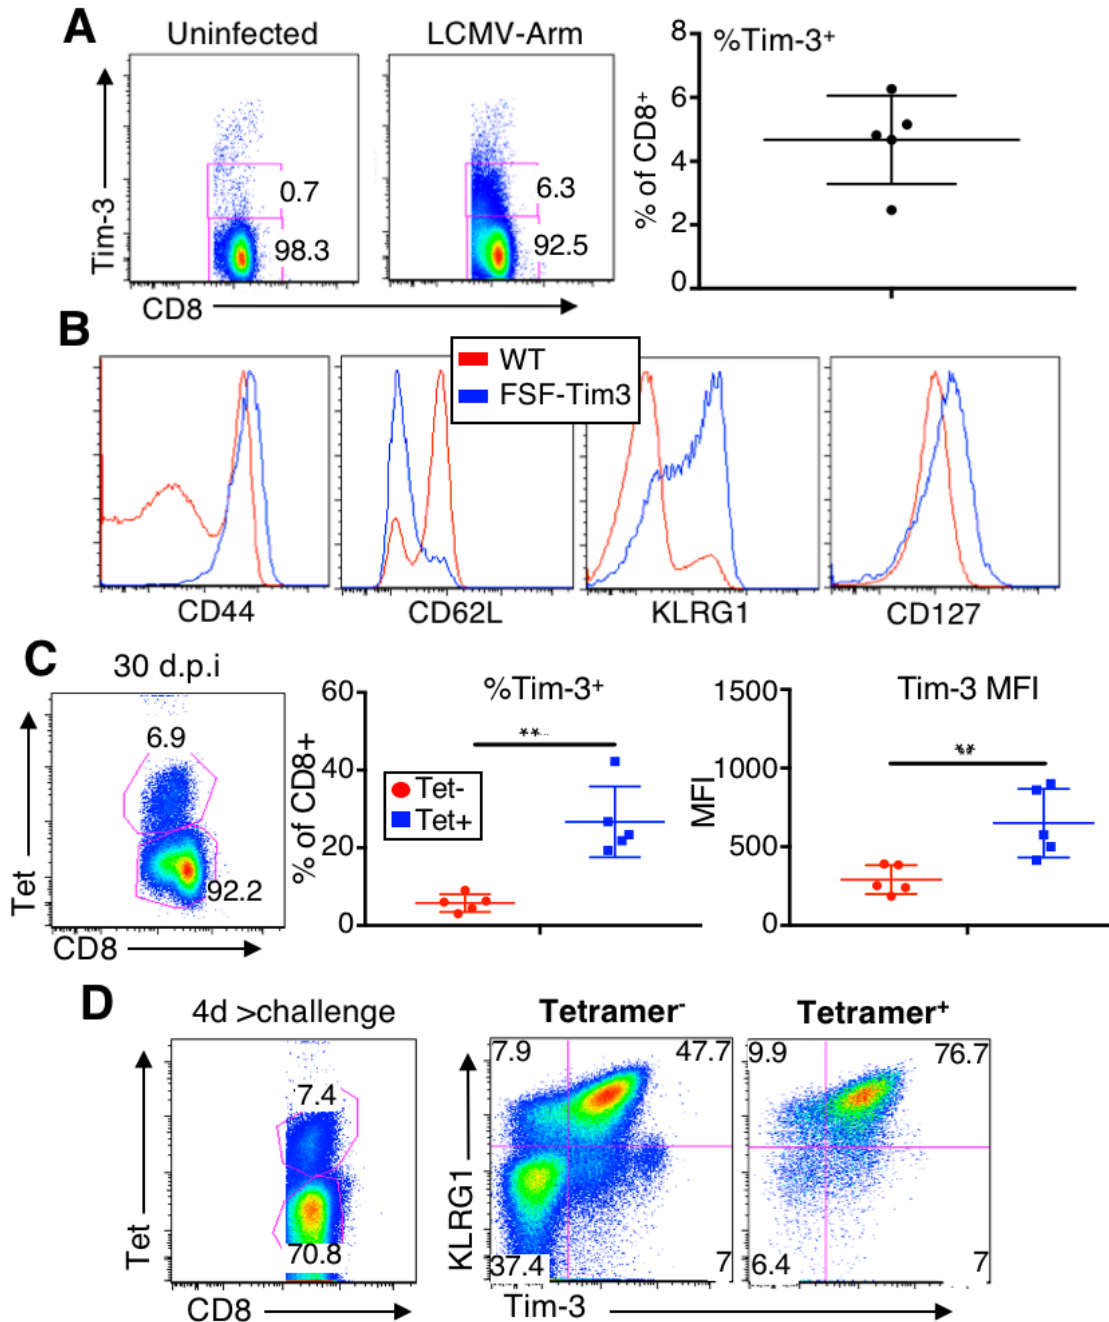 A
Uninfected
LCMV-Arm
%Tim-3+
Tim-3
0.7
98.3
6.3
92.5
CD8
% of CD8+
8
6
4
2
0
B
WT
FSF-Tim3
CD44
CD62L
KLRG1
CD127
C
30 d.p.i
6.9
92.2
Tet
CD8
%Tim-3+
% of CD8+
60
40
20
0
**
Tet-
Tet+
Tim-3 MFI
MFI
1500
1000
500
0
**
D
4d >challenge
7.4
70.8
Tet
CD8
Tetramer-
7.9
47.7
37.4
7
Tetramer+
9.9
76.7
6.4
7
KLRG1
Tim-3